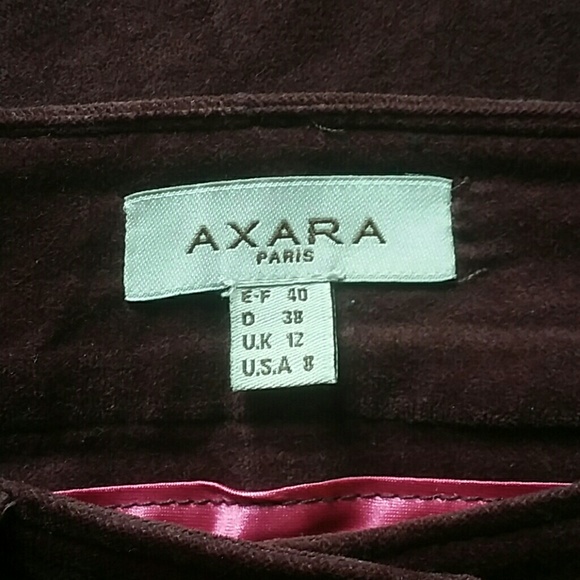 AXARA
PARIS
E-F 40
D 38
U.K 12
U.S.A 8